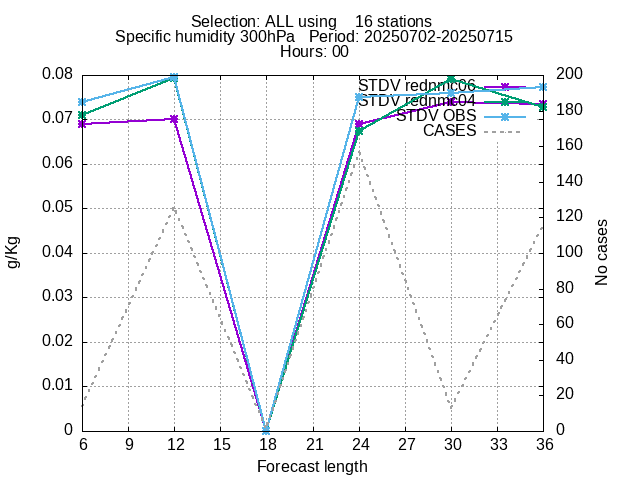 Selection: ALL using    16 stations
Specific humidity 300hPa   Period: 20250702-20250715
Hours: 00
0.08
0.07
0.06
0.05
0.04
0.03
0.02
0.01
0
g/Kg
STDV rednmc06
STDV rednmc04
STDV OBS
CASES
200
180
160
140
120
100
80
60
40
20
0
No cases
6 9 12 15 18 21 24 27 30 33 36
Forecast length